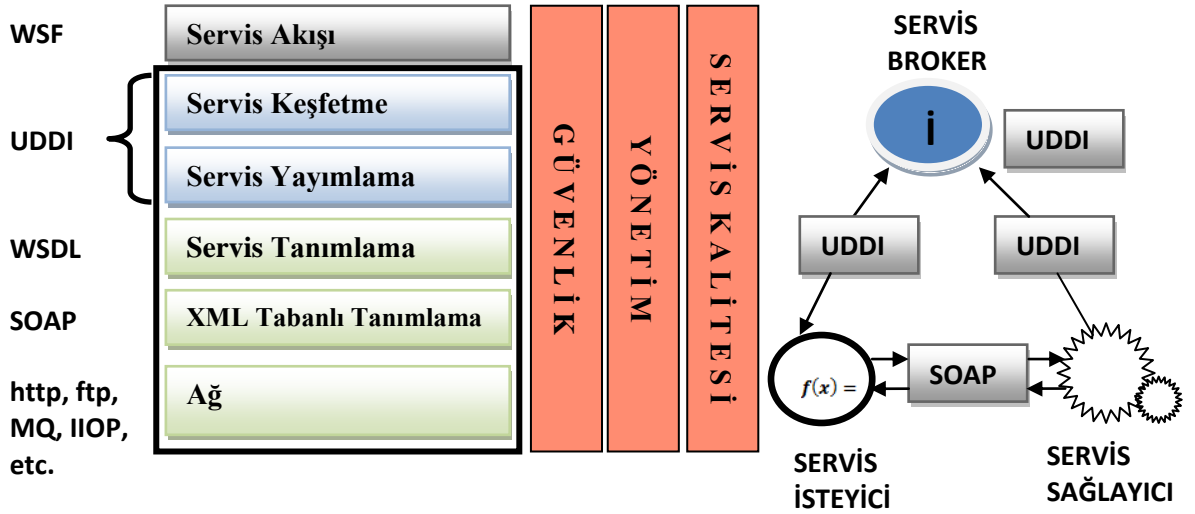 WSF
Servis Akışı
UDDI
Servis Keşfetme
Servis Yayımlama
WSDL
Servis Tanımlama
SOAP
XML Tabanlı Tanımlama
http, ftp,
MQ, IIOP,
etc.
Ağ
GÜVENLİK
YÖNETİM
SERVİS KALİTESİ
SERVİS
BROKER
İ
UDDI
UDDI
UDDI
f(x) =
SOAP
SERVİS
İSTEYİCİ
SERVİS
SAĞLAYICI